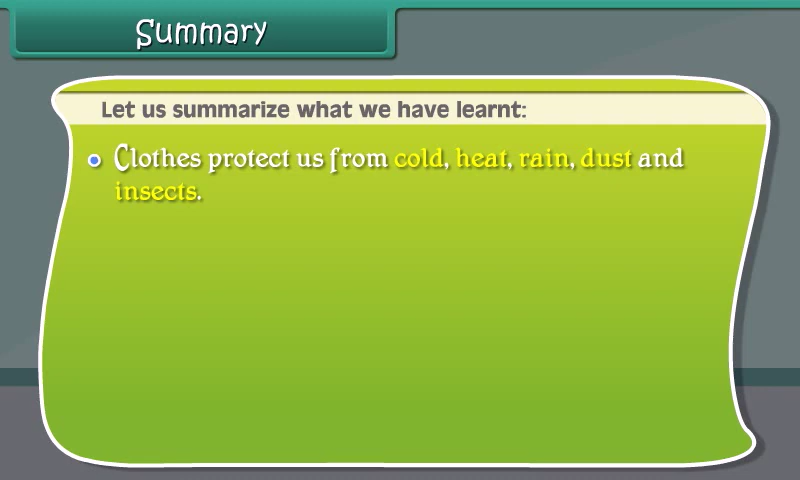 Summary
Let us summarize what we have learnt:
Clothes protect us from cold, heat, rain, dust and
insects.